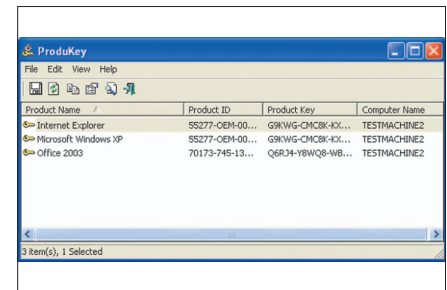 ProduKey
File Edit View Help
Product Name / Product ID Product Key Computer Name
Internet Explorer 55277-OEM-00... G9KWG-CMC8K-KX... TESTMACHINE2
Microsoft Windows XP 55277-OEM-00... G9KWG-CMC8K-KX... TESTMACHINE2
Office 2003 70173-745-13... Q6RJ4-Y8WQ8-WB... TESTMACHINE2
3 item(s), 1 Selected